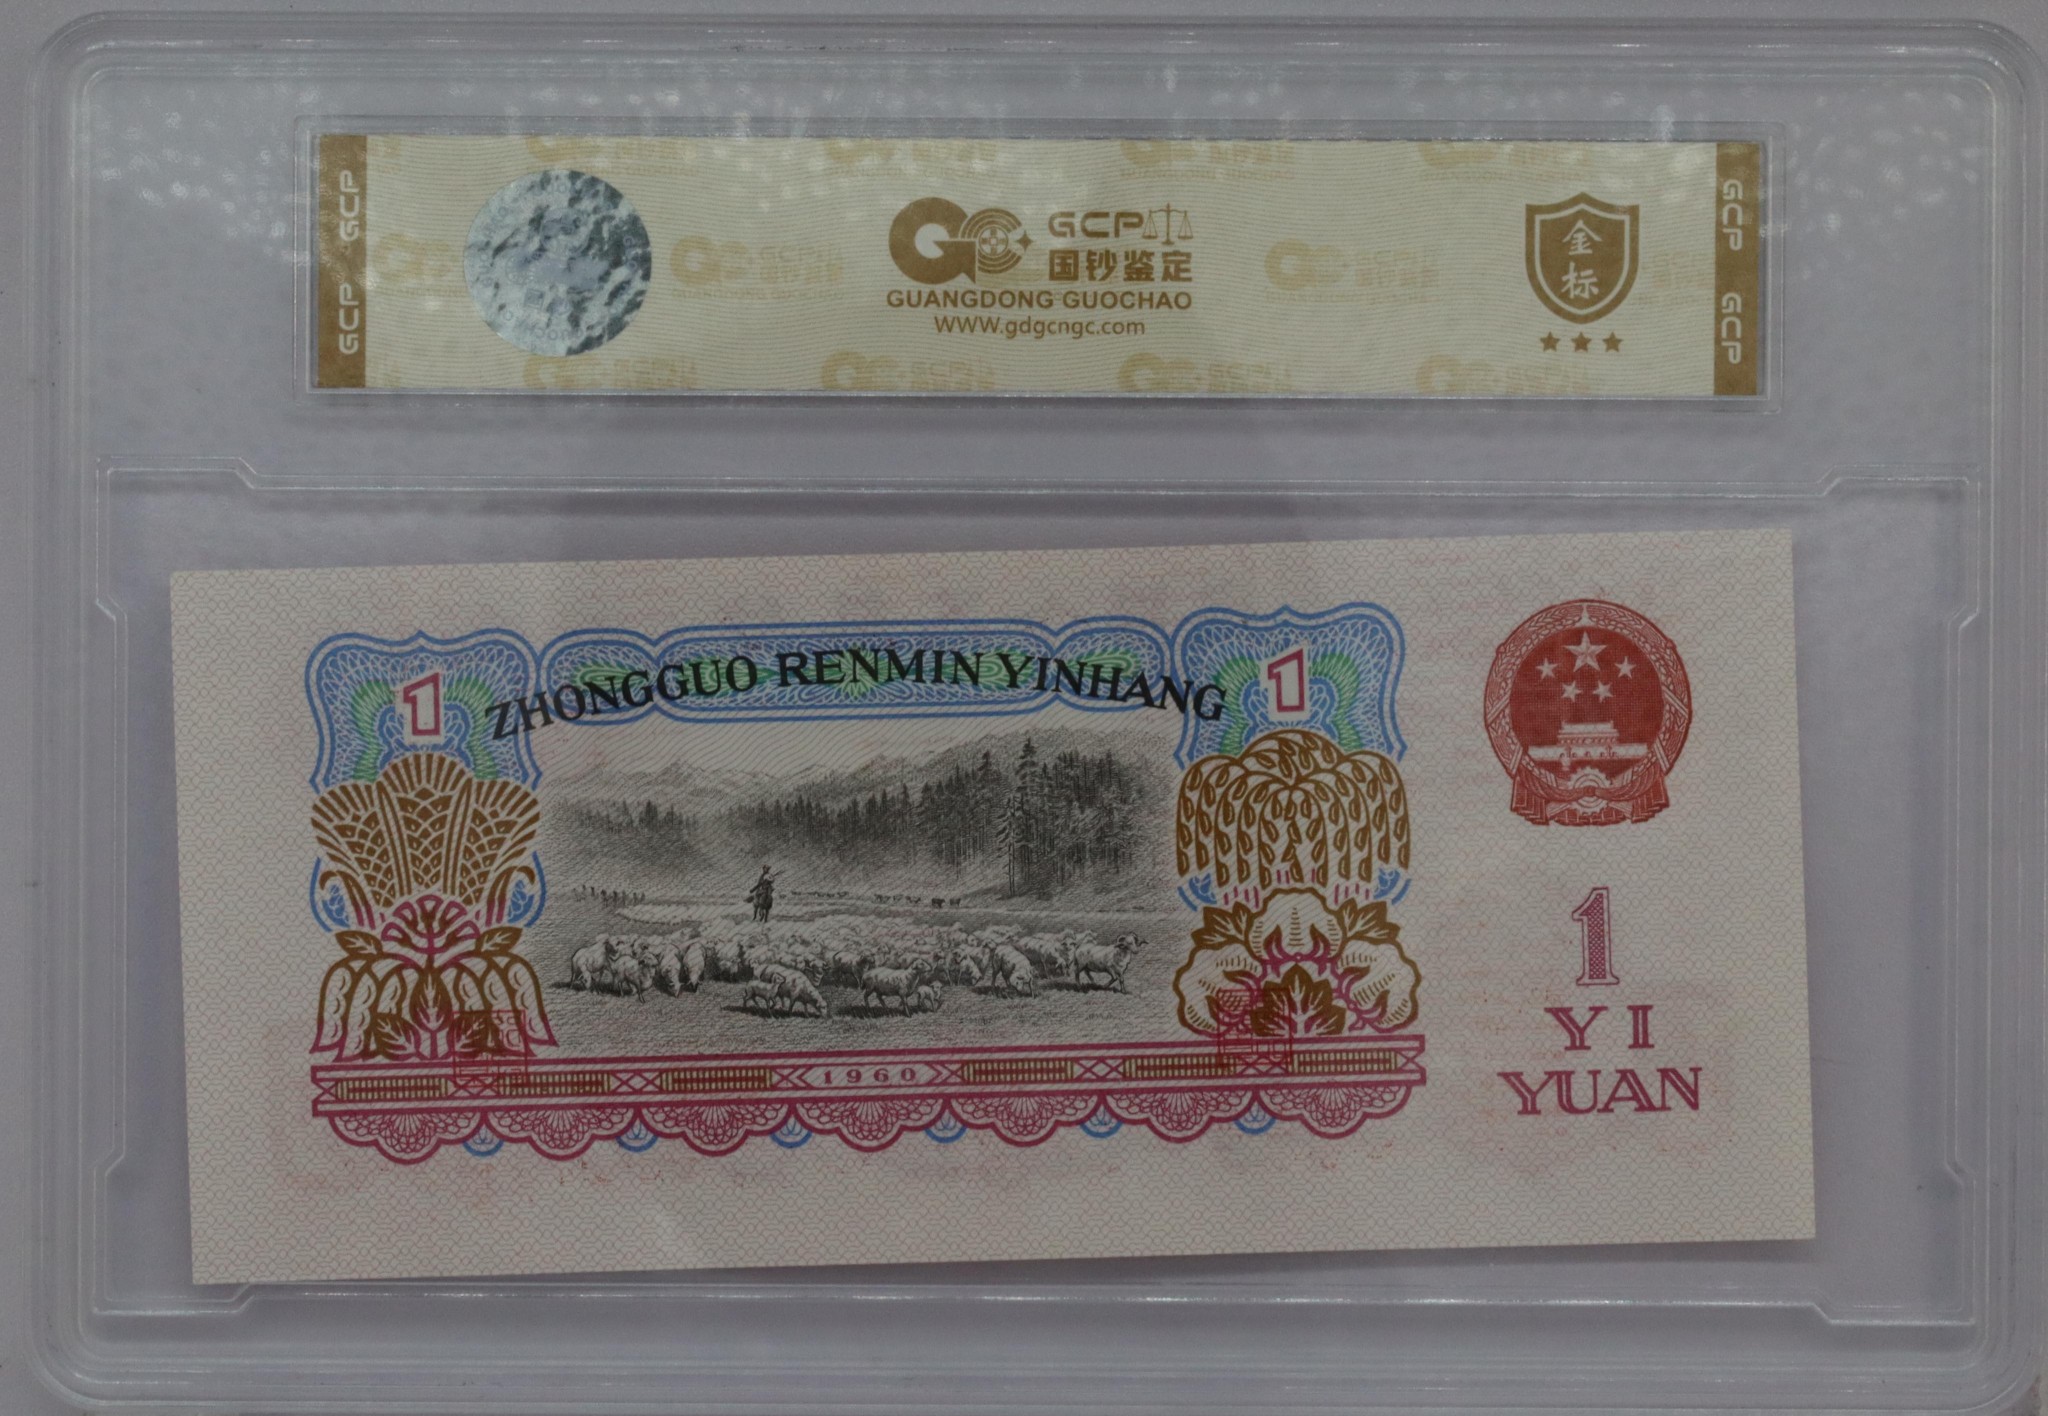 GCP GCP
GCP
国钞鉴定
GUANGDONG GUOCHAO
WWW.gdgcngc.com
金
标
GCP GCP
ZHONGGUO RENMIN YINHANG
1
1
1960
1
YI
YUAN